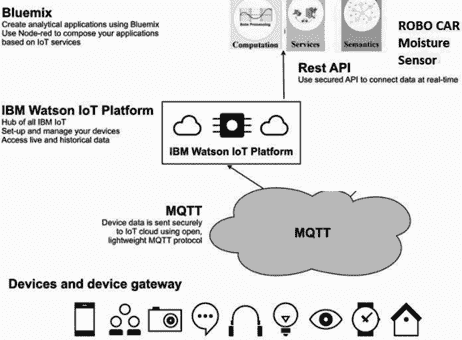 Bluemix
Create analytical applications using Bluemix
Use Node-red to compose your applications
based on IoT services
Computation
Services
Semantics
ROBO CAR
Moisture
Sensor
Rest API
Use secured API to connect data at real-time
IBM Watson IoT Platform
Hub of all IBM IoT
Set-up and manage your devices
Access live and historical data
IBM Watson IoT Platform
MQTT
Device data is sent securely
to IoT cloud using open,
lightweight MQTT protocol
MQTT
Devices and device gateway